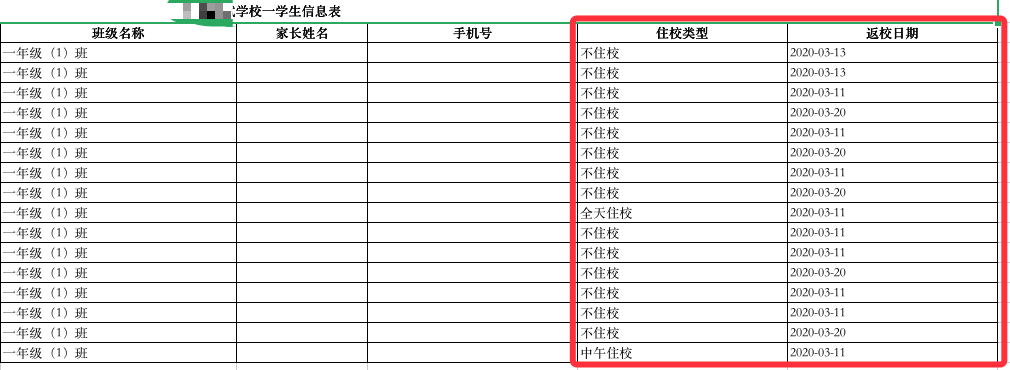 学校一学生信息表
班级名称 家长姓名 手机号 住校类型 返校日期
一年级（1）班 不住校 2020-03-13
一年级（1）班 不住校 2020-03-13
一年级（1）班 不住校 2020-03-11
一年级（1）班 不住校 2020-03-20
一年级（1）班 不住校 2020-03-11
一年级（1）班 不住校 2020-03-20
一年级（1）班 不住校 2020-03-11
一年级（1）班 不住校 2020-03-20
一年级（1）班 全天住校 2020-03-11
一年级（1）班 不住校 2020-03-11
一年级（1）班 不住校 2020-03-11
一年级（1）班 不住校 2020-03-20
一年级（1）班 不住校 2020-03-11
一年级（1）班 不住校 2020-03-11
一年级（1）班 不住校 2020-03-20
一年级（1）班 中午住校 2020-03-11